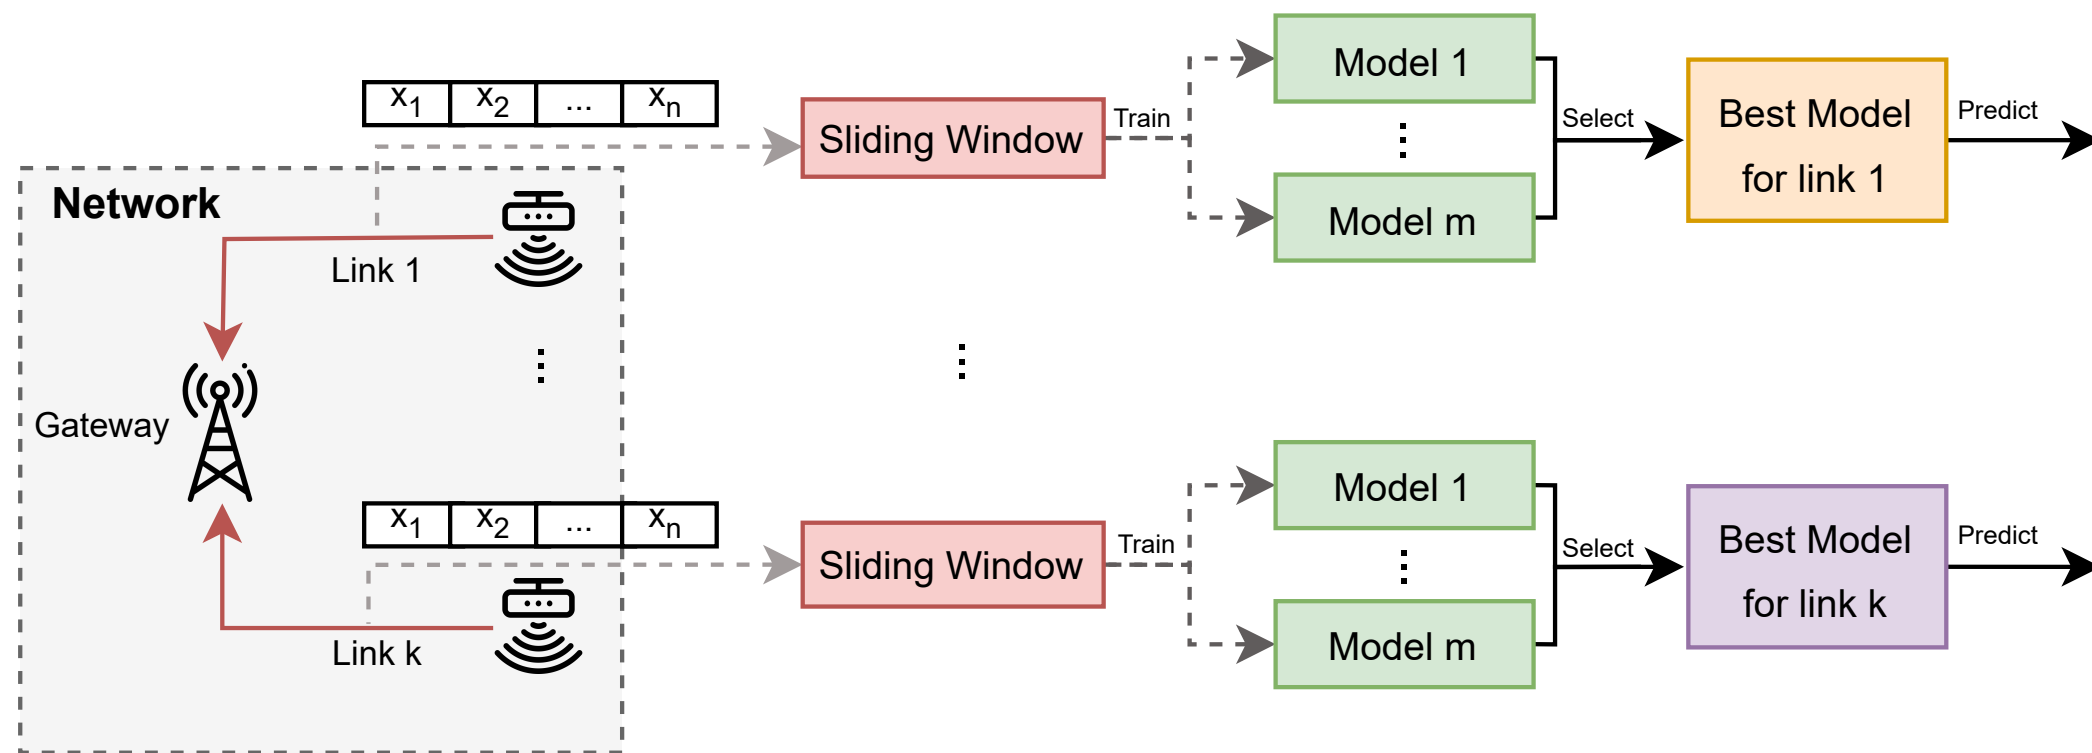 x1 x2 ... xn
Sliding Window
Train
Model 1
Model m
Select
Best Model
for link 1
Predict
Network
Link 1
Gateway
x1 x2 ... xn
Link k
Sliding Window
Train
Model 1
Model m
Select
Best Model
for link k
Predict